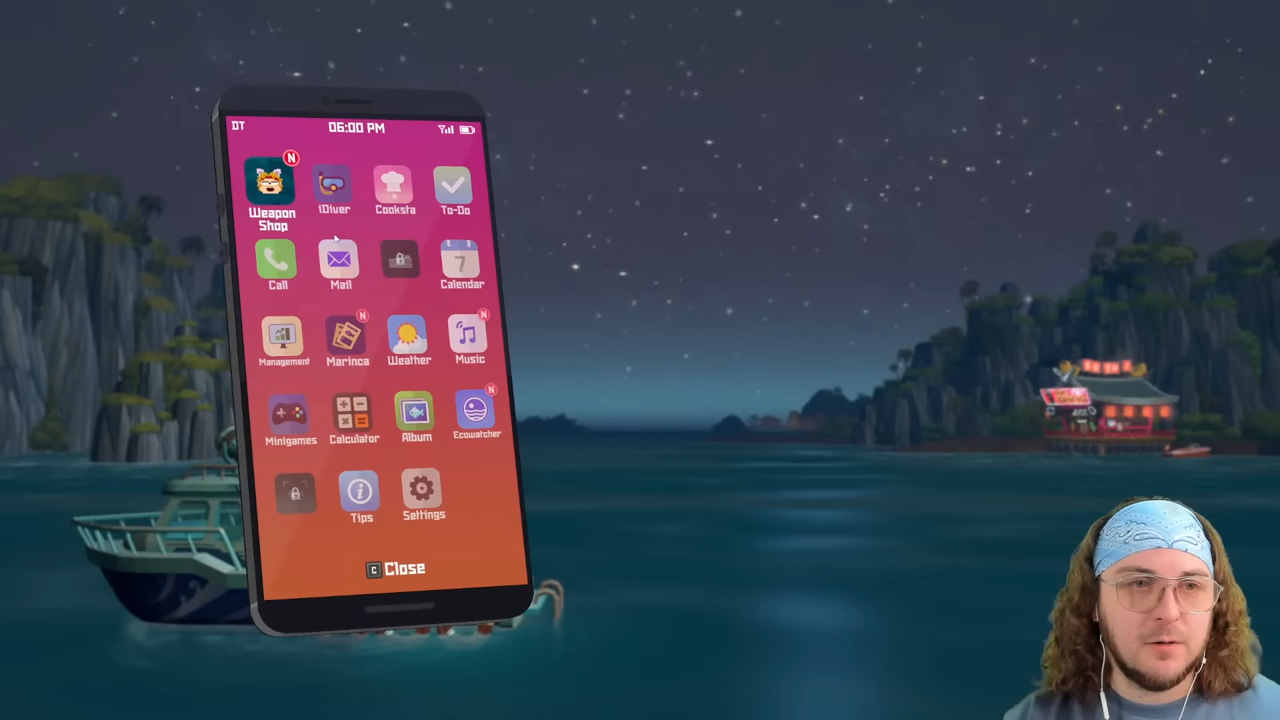 DT 06:00 PM
N
Weapon Shop
iDiver
Cooksta
To-Do
Call
Mail
7
Calendar
Management
N
Marinca
Weather
N
Music
Minigames
Calculator
Album
N
Ecowatcher
Tips
Settings
C Close